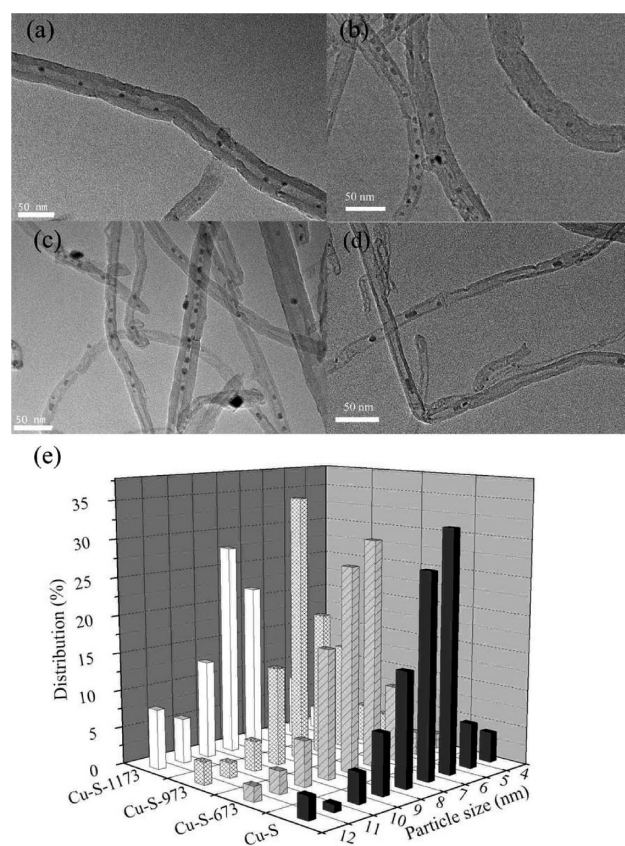 (a)
(b)
50 nm
50 nm
(c)
(d)
50 nm
50 nm
(e)
35
30
25
20
15
10
5
0
Distribution (%)
Cu-S-1173
Cu-S-973
Cu-S-673
Cu-S
12
11
10
9
8
7
6
5
4
Particle size (nm)